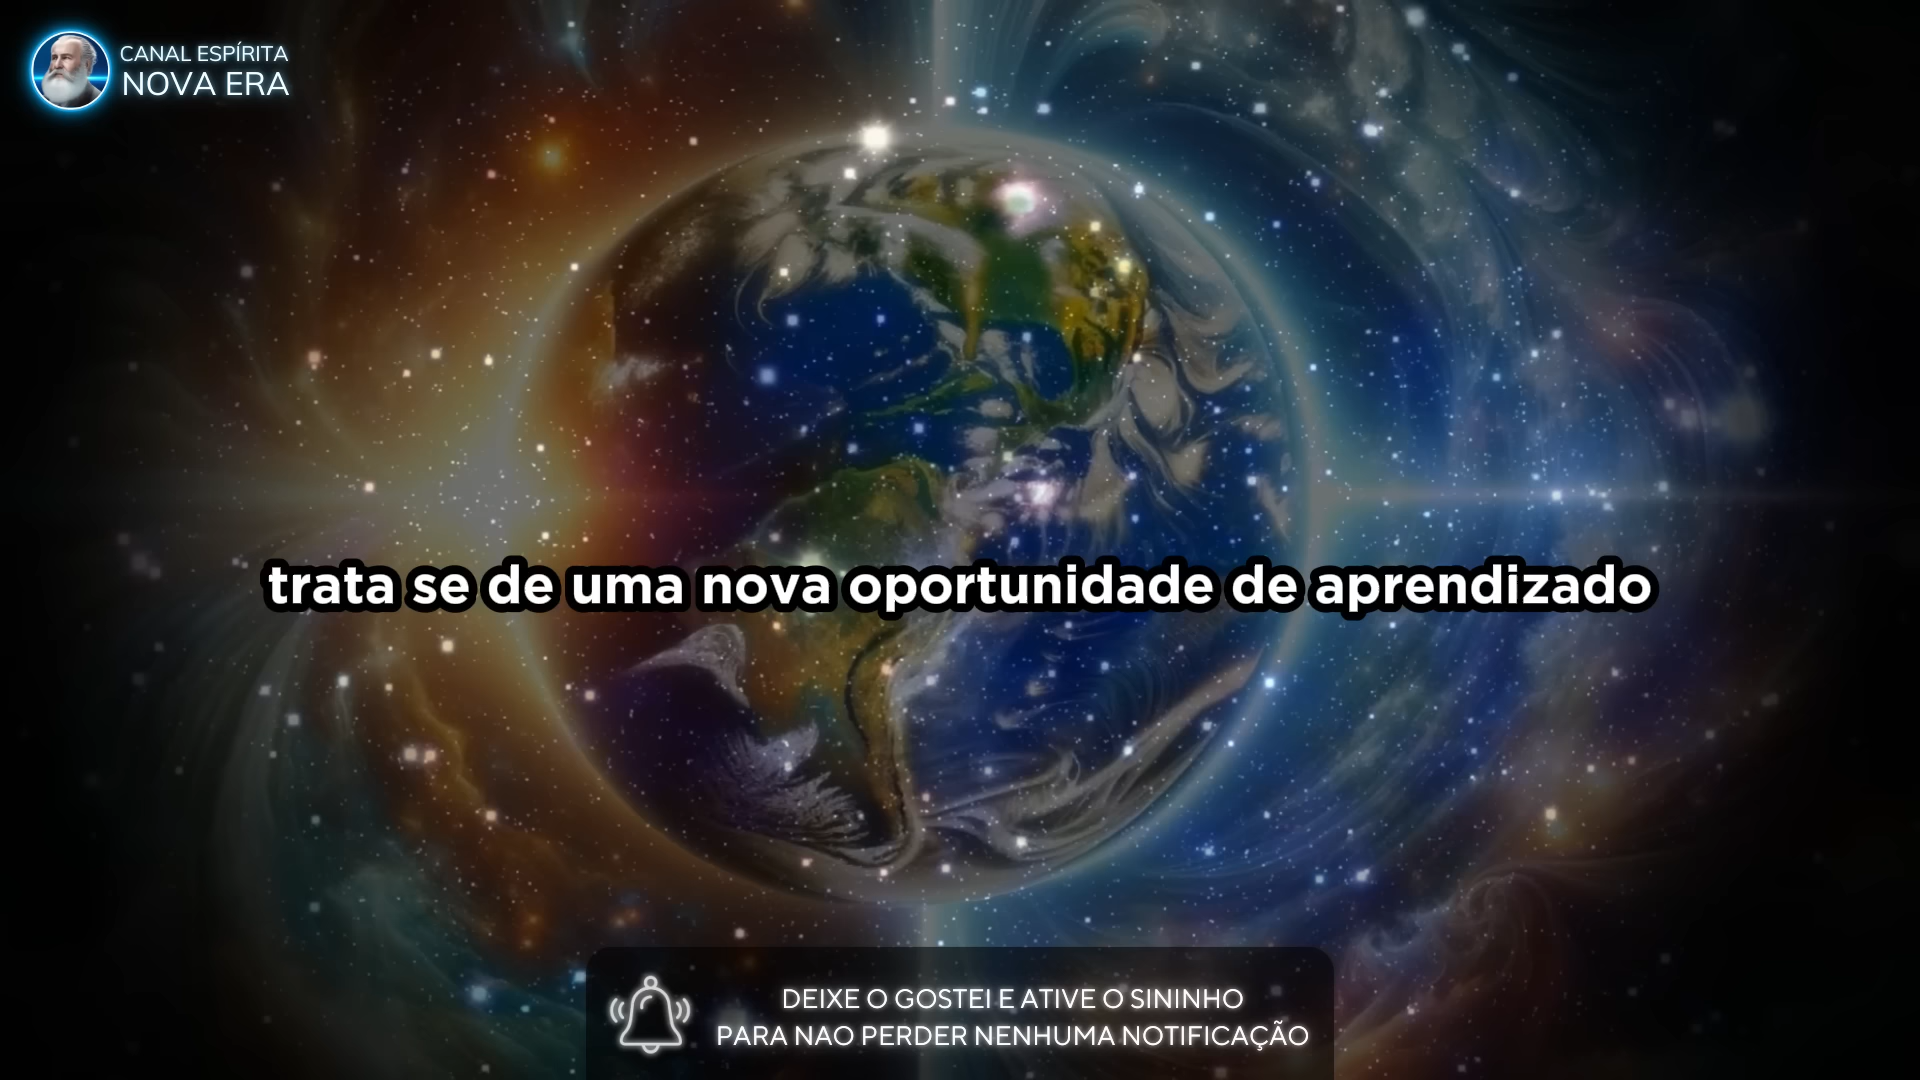 CANAL ESPÍRITA
NOVA ERA
trata se de uma nova oportunidade de aprendizado
DEIXE O GOSTEI E ATIVE O SININHO
PARA NAO PERDER NENHUMA NOTIFICAÇÃO